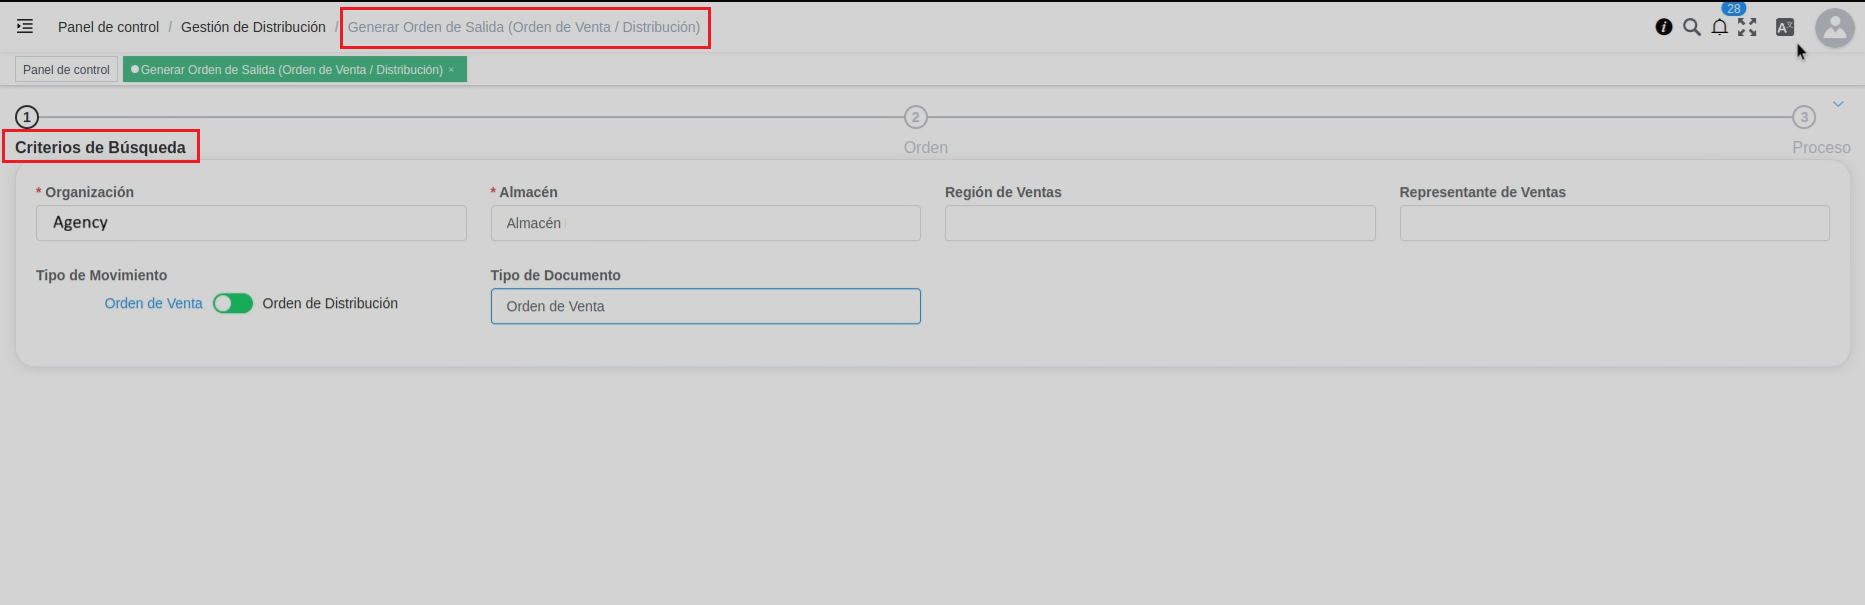 Panel de control / Gestión de Distribución / Generar Orden de Salida (Orden de Venta / Distribución)
28
Panel de control
Generar Orden de Salida (Orden de Venta / Distribución) ×
1
2
3
Criterios de Búsqueda
Orden
Proceso
* Organización
* Almacén
Región de Ventas
Representante de Ventas
Agency
Almacén
Tipo de Movimiento
Tipo de Documento
Orden de Venta
Orden de Distribución
Orden de Venta